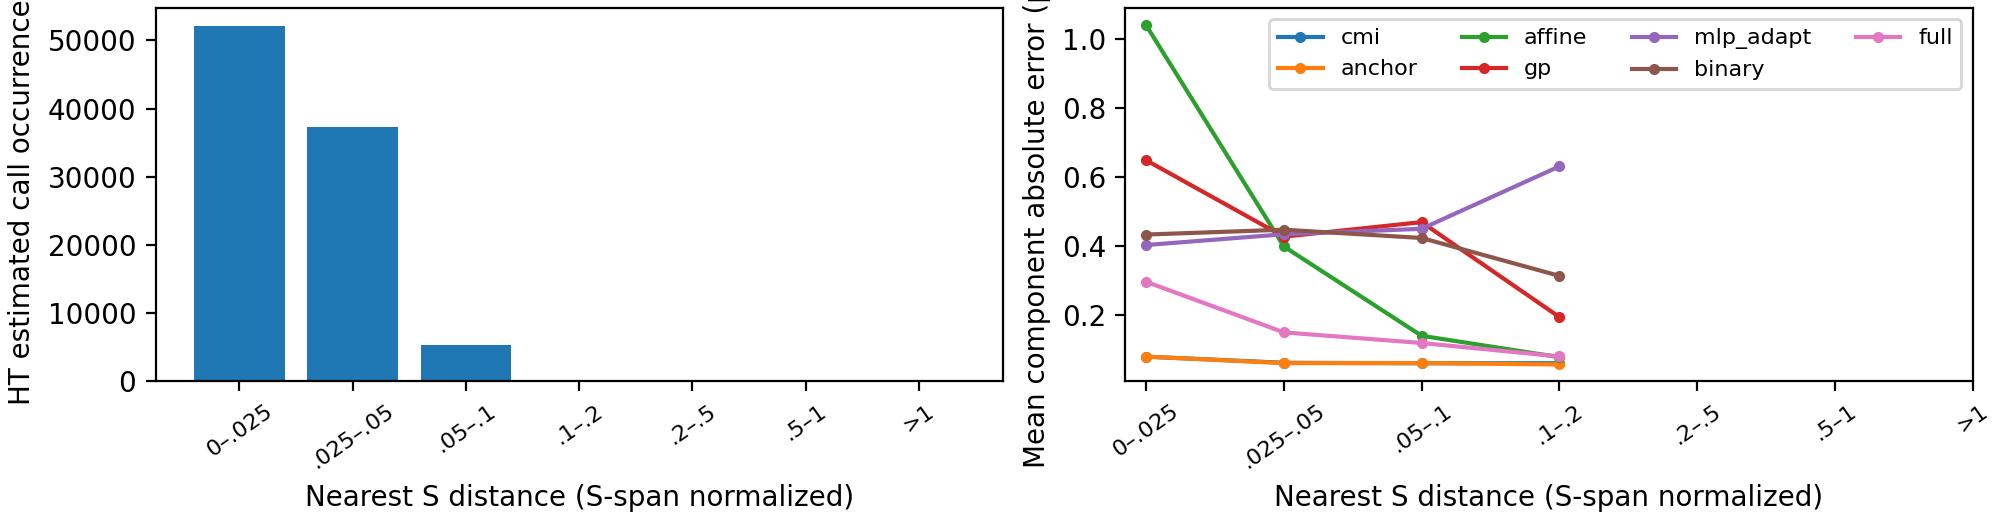 HT estimated call occurrence
50000
40000
30000
20000
10000
0
0–.025
.025–.05
.05–.1
.1–.2
.2–.5
.5–1
>1
Nearest S distance (S-span normalized)
Mean component absolute error (
1.0
0.8
0.6
0.4
0.2
cmi
anchor
affine
gp
mlp_adapt
binary
full
0–.025
.025–.05
.05–.1
.1–.2
.2–.5
.5–1
>1
Nearest S distance (S-span normalized)